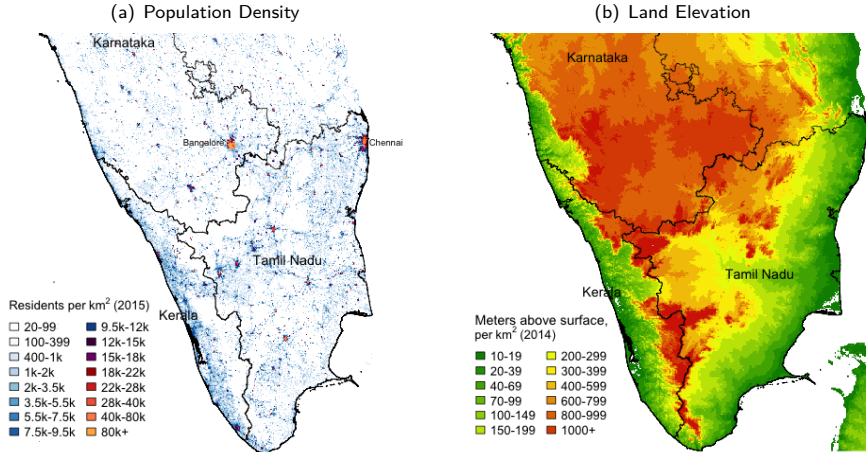 (a) Population Density
Karnataka
Bangalore
Chennai
Tamil Nadu
Kerala
Residents per km² (2015)
20-99
100-399
400-1k
1k-2k
2k-3.5k
3.5k-5.5k
5.5k-7.5k
7.5k-9.5k
9.5k-12k
12k-15k
15k-18k
18k-22k
22k-28k
28k-40k
40k-80k
80k+
(b) Land Elevation
Karnataka
Tamil Nadu
Kerala
Meters above surface,
per km² (2014)
10-19
20-39
40-69
70-99
100-149
150-199
200-299
300-399
400-599
600-799
800-999
1000+